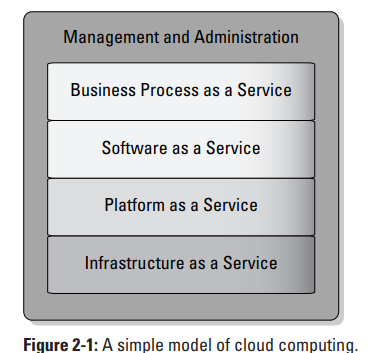 Management and Administration
Business Process as a Service
Software as a Service
Platform as a Service
Infrastructure as a Service
Figure 2-1: A simple model of cloud computing.